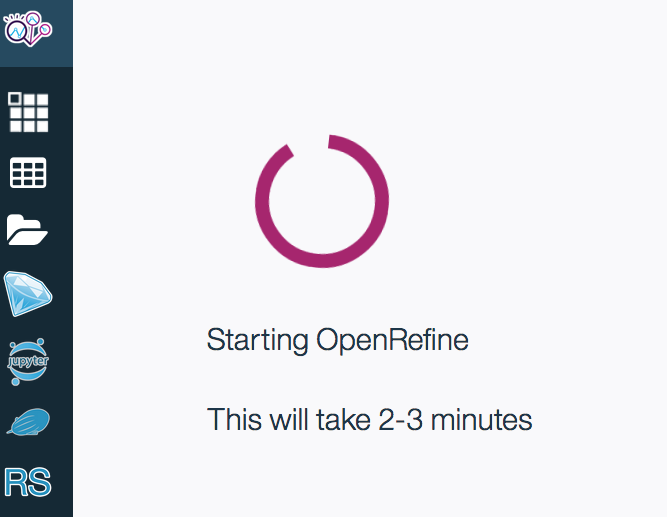 jupyter
RS
Starting OpenRefine
This will take 2-3 minutes